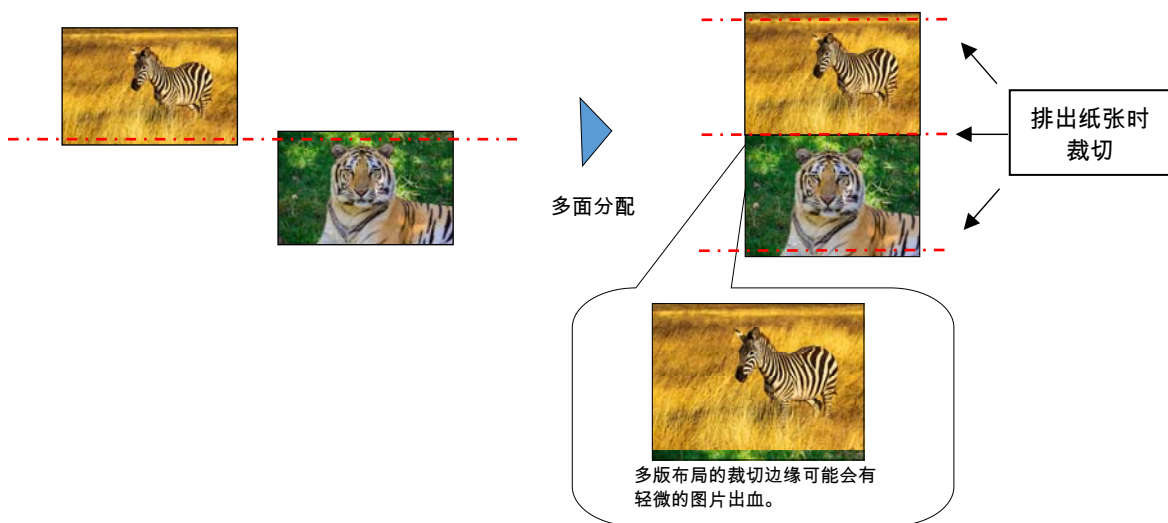 排出纸张时
裁切
多面分配
多版布局的裁切边缘可能会有
轻微的图片出血。